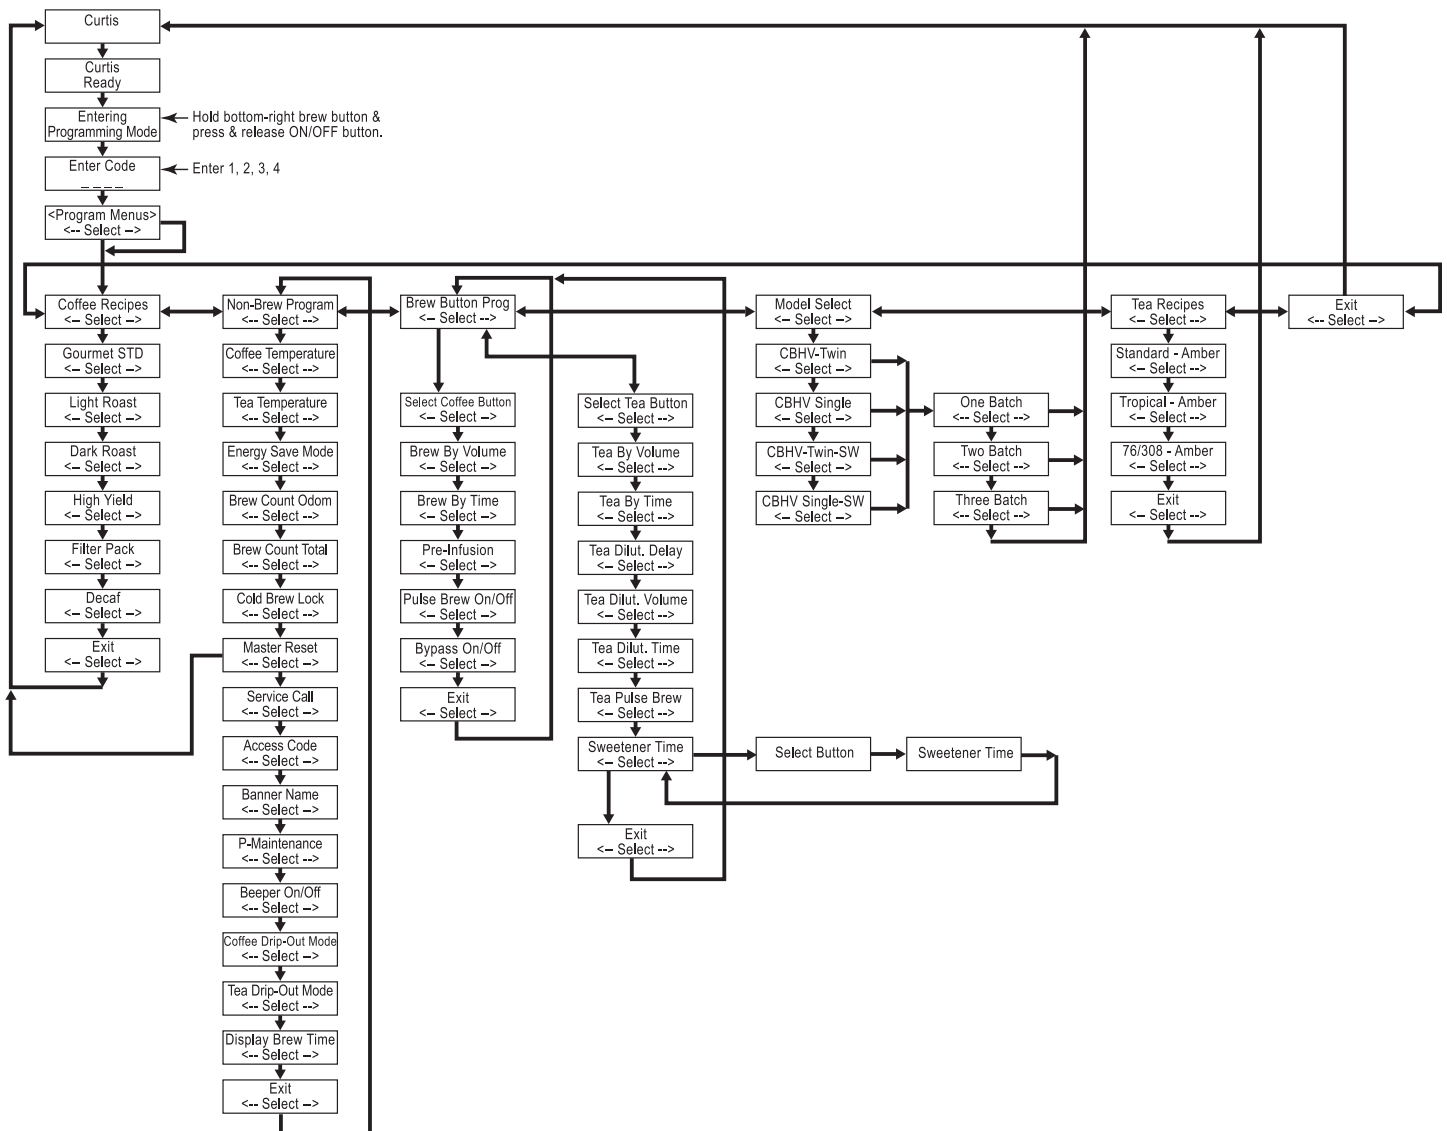 Curtis
Curtis
Ready
Entering
Programming Mode
Hold bottom-right brew button &
press & release ON/OFF button.
Enter Code
_ _ _ _
Enter 1, 2, 3, 4
<Program Menus>
<-- Select -->
Coffee Recipes
<-- Select -->
Gourmet STD
<-- Select -->
Light Roast
<-- Select -->
Dark Roast
<-- Select -->
High Yield
<-- Select -->
Filter Pack
<-- Select -->
Decaf
<-- Select -->
Exit
<-- Select -->
Non-Brew Program
<-- Select -->
Coffee Temperature
<-- Select -->
Tea Temperature
<-- Select -->
Energy Save Mode
<-- Select -->
Brew Count Odom
<-- Select -->
Brew Count Total
<-- Select -->
Cold Brew Lock
<-- Select -->
Master Reset
<-- Select -->
Service Call
<-- Select -->
Access Code
<-- Select -->
Banner Name
<-- Select -->
P-Maintenance
<-- Select -->
Beeper On/Off
<-- Select -->
Coffee Drip-Out Mode
<-- Select -->
Tea Drip-Out Mode
<-- Select -->
Display Brew Time
<-- Select -->
Exit
<-- Select -->
Brew Button Prog
<-- Select -->
Select Coffee Button
<-- Select -->
Brew By Volume
<-- Select -->
Brew By Time
<-- Select -->
Pre-Infusion
<-- Select -->
Pulse Brew On/Off
<-- Select -->
Bypass On/Off
<-- Select -->
Exit
<-- Select -->
Select Tea Button
<-- Select -->
Tea By Volume
<-- Select -->
Tea By Time
<-- Select -->
Tea Dilut. Delay
<-- Select -->
Tea Dilut. Volume
<-- Select -->
Tea Dilut. Time
<-- Select -->
Tea Pulse Brew
<-- Select -->
Sweetener Time
<-- Select -->
Select Button
Sweetener Time
Exit
<-- Select -->
Model Select
<-- Select -->
CBHV-Twin
<-- Select -->
CBHV Single
<-- Select -->
CBHV-Twin-SW
<-- Select -->
CBHV Single-SW
<-- Select -->
One Batch
<-- Select -->
Two Batch
<-- Select -->
Three Batch
<-- Select -->
Tea Recipes
<-- Select -->
Standard - Amber
<-- Select -->
Tropical - Amber
<-- Select -->
76/308 - Amber
<-- Select -->
Exit
<-- Select -->
Exit
<-- Select -->